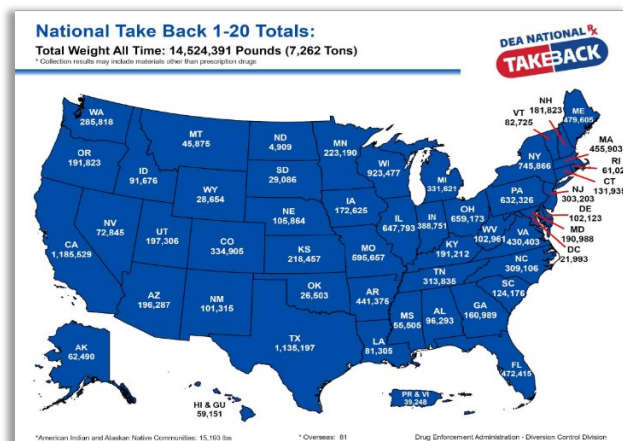 National Take Back 1-20 Totals:
Total Weight All Time: 14,524,391 Pounds (7,262 Tons)
* Collection results may include materials other than prescription drugs
DEA NATIONAL Rx
TAKEBACK
WA
285,818
OR
191,823
CA
1,185,529
NV
72,845
ID
91,676
MT
45,875
WY
28,654
UT
197,306
AZ
196,287
CO
334,905
NM
101,315
ND
4,909
SD
29,086
NE
105,864
KS
218,457
OK
26,503
TX
1,135,197
MN
223,190
IA
172,625
MO
595,657
AR
441,375
LA
81,305
WI
923,477
IL
647,793
MI
331,621
IN
388,751
OH
659,173
KY
191,212
TN
313,835
MS
55,505
AL
96,293
GA
160,989
FL
472,415
SC
124,176
NC
309,106
VA
430,403
WV
102,961
PA
632,326
NY
745,866
VT
82,725
NH
181,823
ME
479,605
MA
455,903
RI
61,02
CT
131,935
NJ
303,203
DE
102,123
MD
190,988
DC
21,993
AK
62,490
HI & GU
59,151
PR & VI
39,248
*American Indian and Alaskan Native Communities: 15,193 lbs
* Overseas: 81
Drug Enforcement Administration - Diversion Control Division